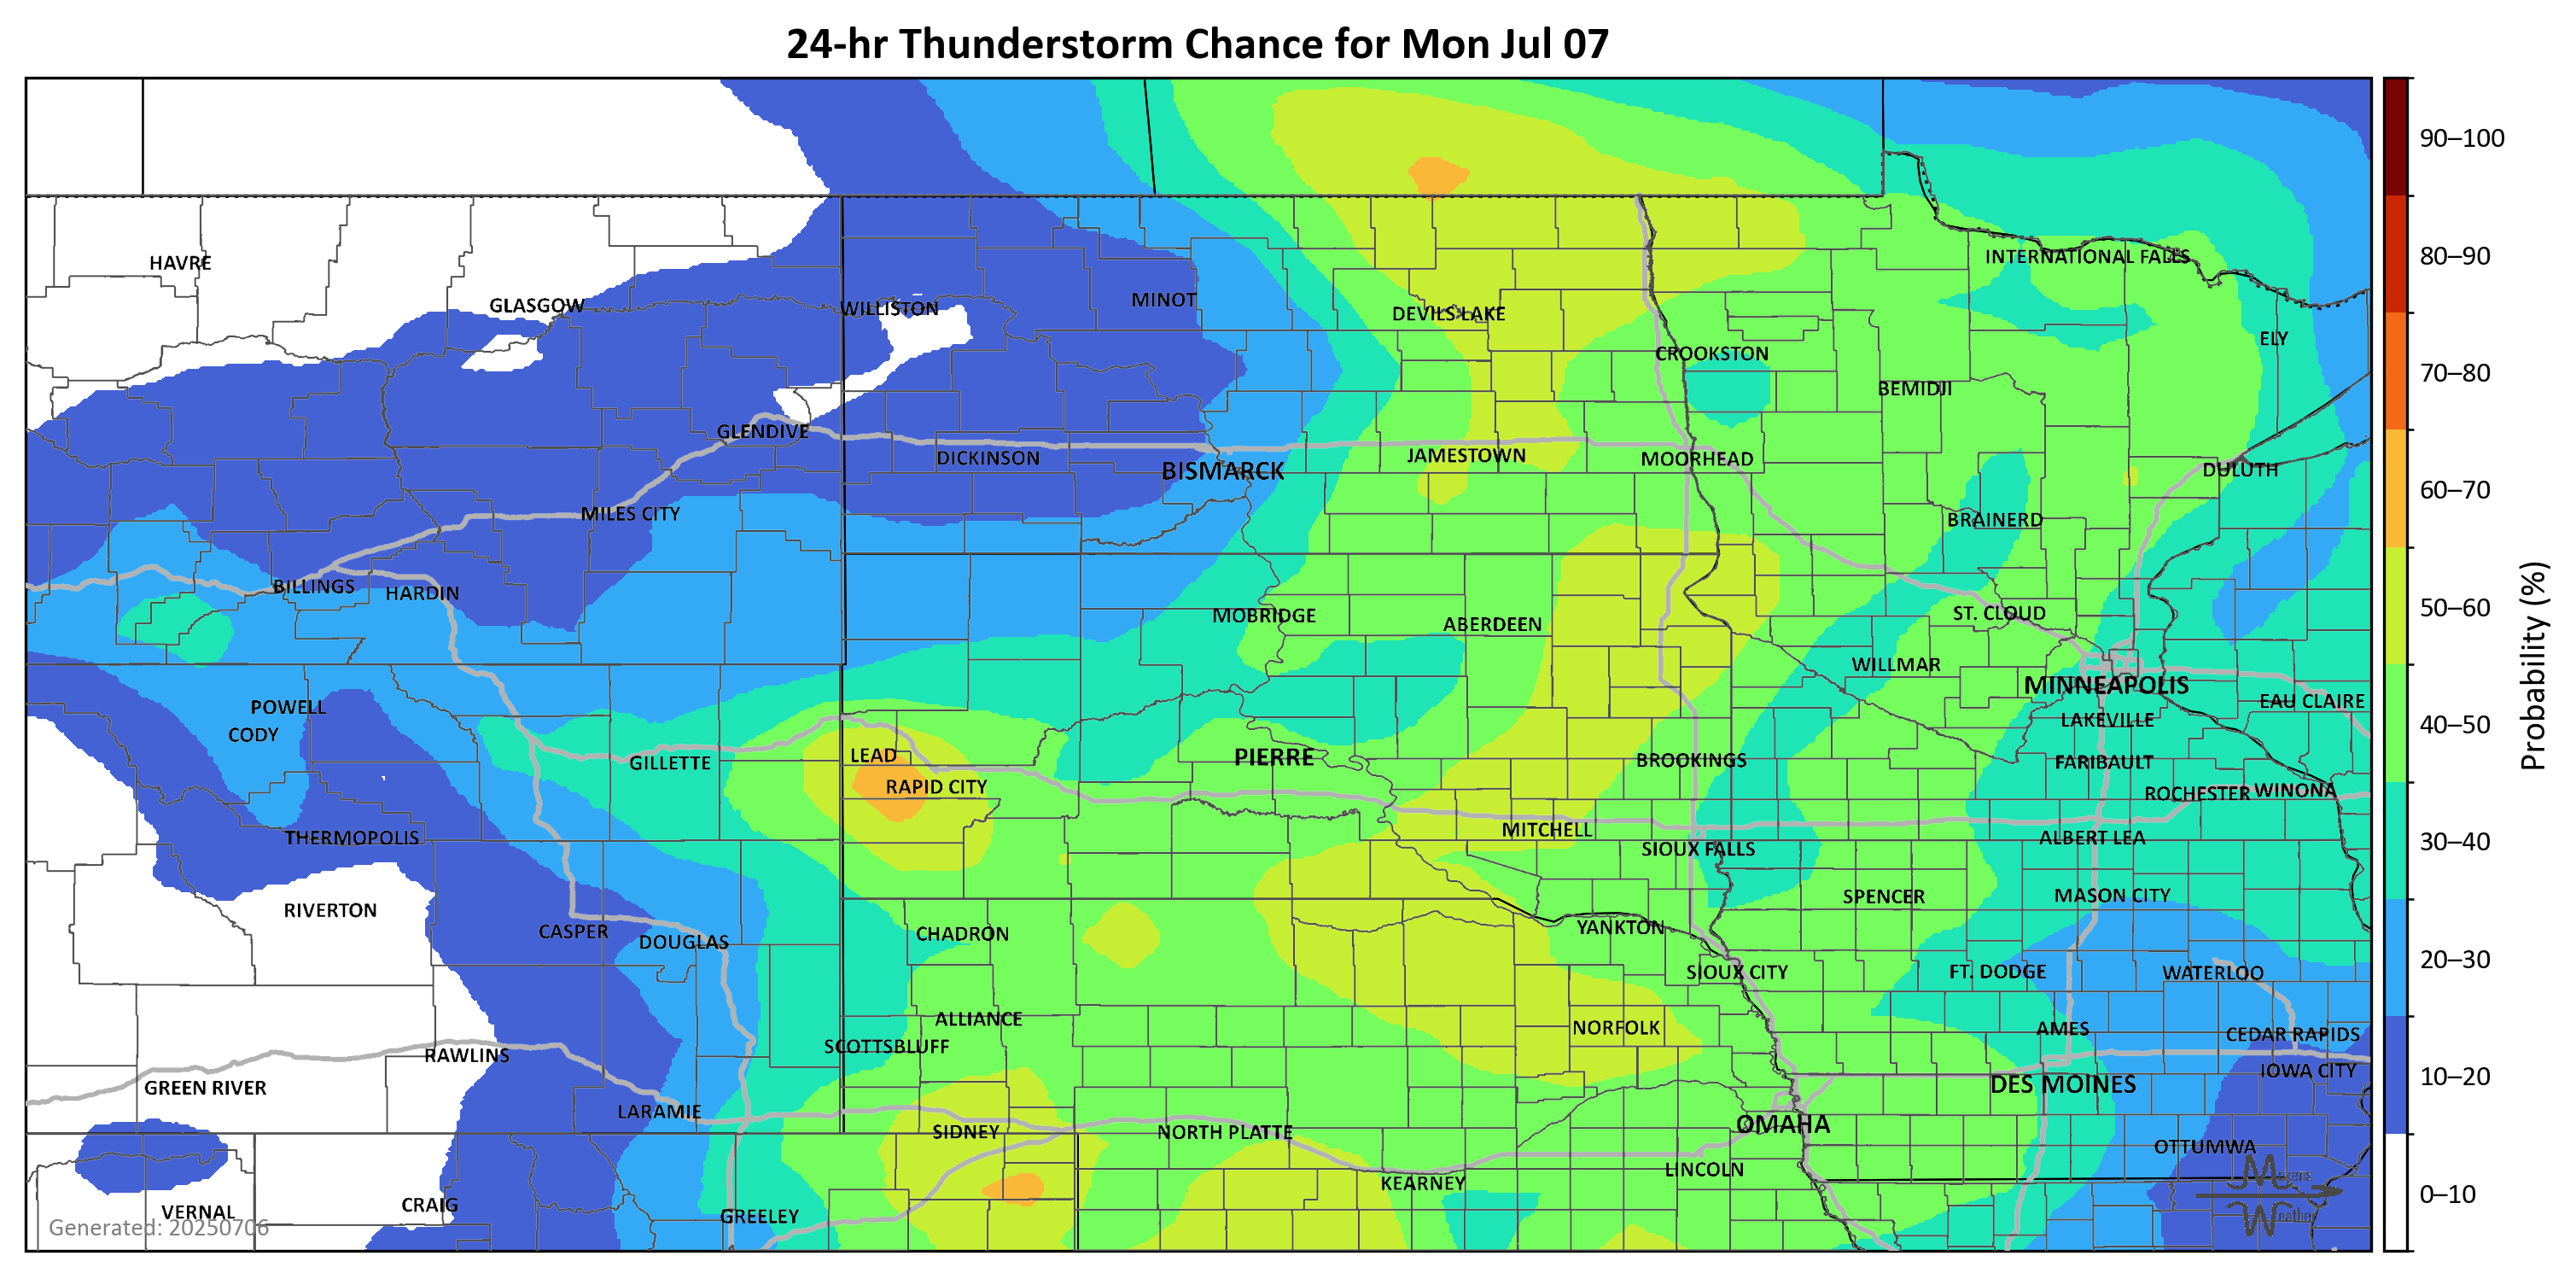 24-hr Thunderstorm Chance for Mon Jul 07
90–100
80–90
70–80
60–70
50–60
40–50
30–40
20–30
10–20
0–10
Probability (%)
HAVRE
INTERNATIONAL FALLS
GLASGOW
WILLISTON
MINOT
DEVILS LAKE
ELY
CROOKSTON
BEMIDJI
GLENDIVE
DICKINSON
BISMARCK
JAMESTOWN
MOORHEAD
DULUTH
MILES CITY
BRAINERD
BILLINGS
HARDIN
MOBRIDGE
ABERDEEN
ST. CLOUD
WILLMAR
MINNEAPOLIS
EAU CLAIRE
POWELL
CODY
LAKEVILLE
GILLETTE
LEAD
PIERRE
BROOKINGS
FARIBAULT
RAPID CITY
ROCHESTER
WINONA
THERMOPOLIS
MITCHELL
ALBERT LEA
SIOUX FALLS
RIVERTON
SPENCER
MASON CITY
CASPER
DOUGLAS
CHADRON
YANKTON
SIOUX CITY
FT. DODGE
WATERLOO
ALLIANCE
NORFOLK
AMES
CEDAR RAPIDS
SCOTTSBLUFF
RAWLINS
GREEN RIVER
DES MOINES
IOWA CITY
LARAMIE
SIDNEY
NORTH PLATTE
OMAHA
OTTUMWA
LINCOLN
KEARNEY
VERNAL
CRAIG
GREELEY
Generated: 20250706
Makens
Weather